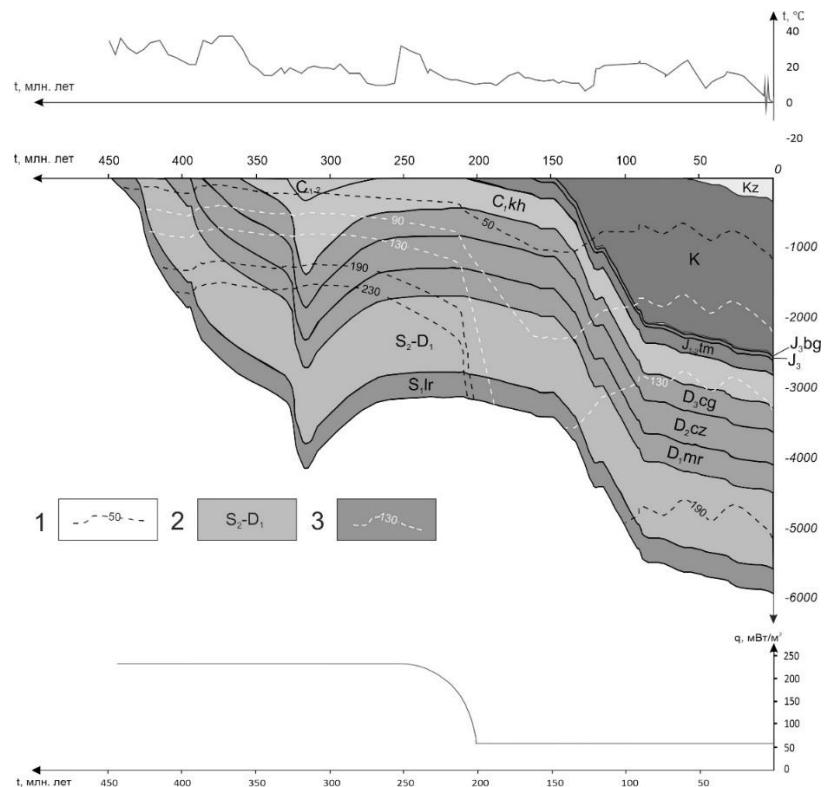 t, °C
40
20
0
-20
t, млн. лет
t, млн. лет
450 400 350 300 250 200 150 100 50 0
Kz
C₁₋₂
C₁kh
50
90
130
190
230
K
-1000
-2000
J₁₋₂tm
J₃bg
J₃
130
-3000
D₃cg
D₂cz
D₁mr
S₂-D₁
S₁lr
-4000
190
-5000
-6000
1 50 2 S₂-D₁ 3 130
q, мВт/м²
250
200
150
100
50
0
t, млн. лет 450 400 350 300 250 200 150 100 50